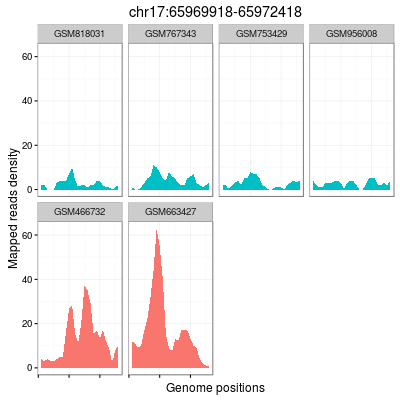 chr17:65969918-65972418
GSM818031 GSM767343 GSM753429 GSM956008
60
40
20
0
Mapped reads density
GSM466732 GSM663427
60
40
20
0
Genome positions